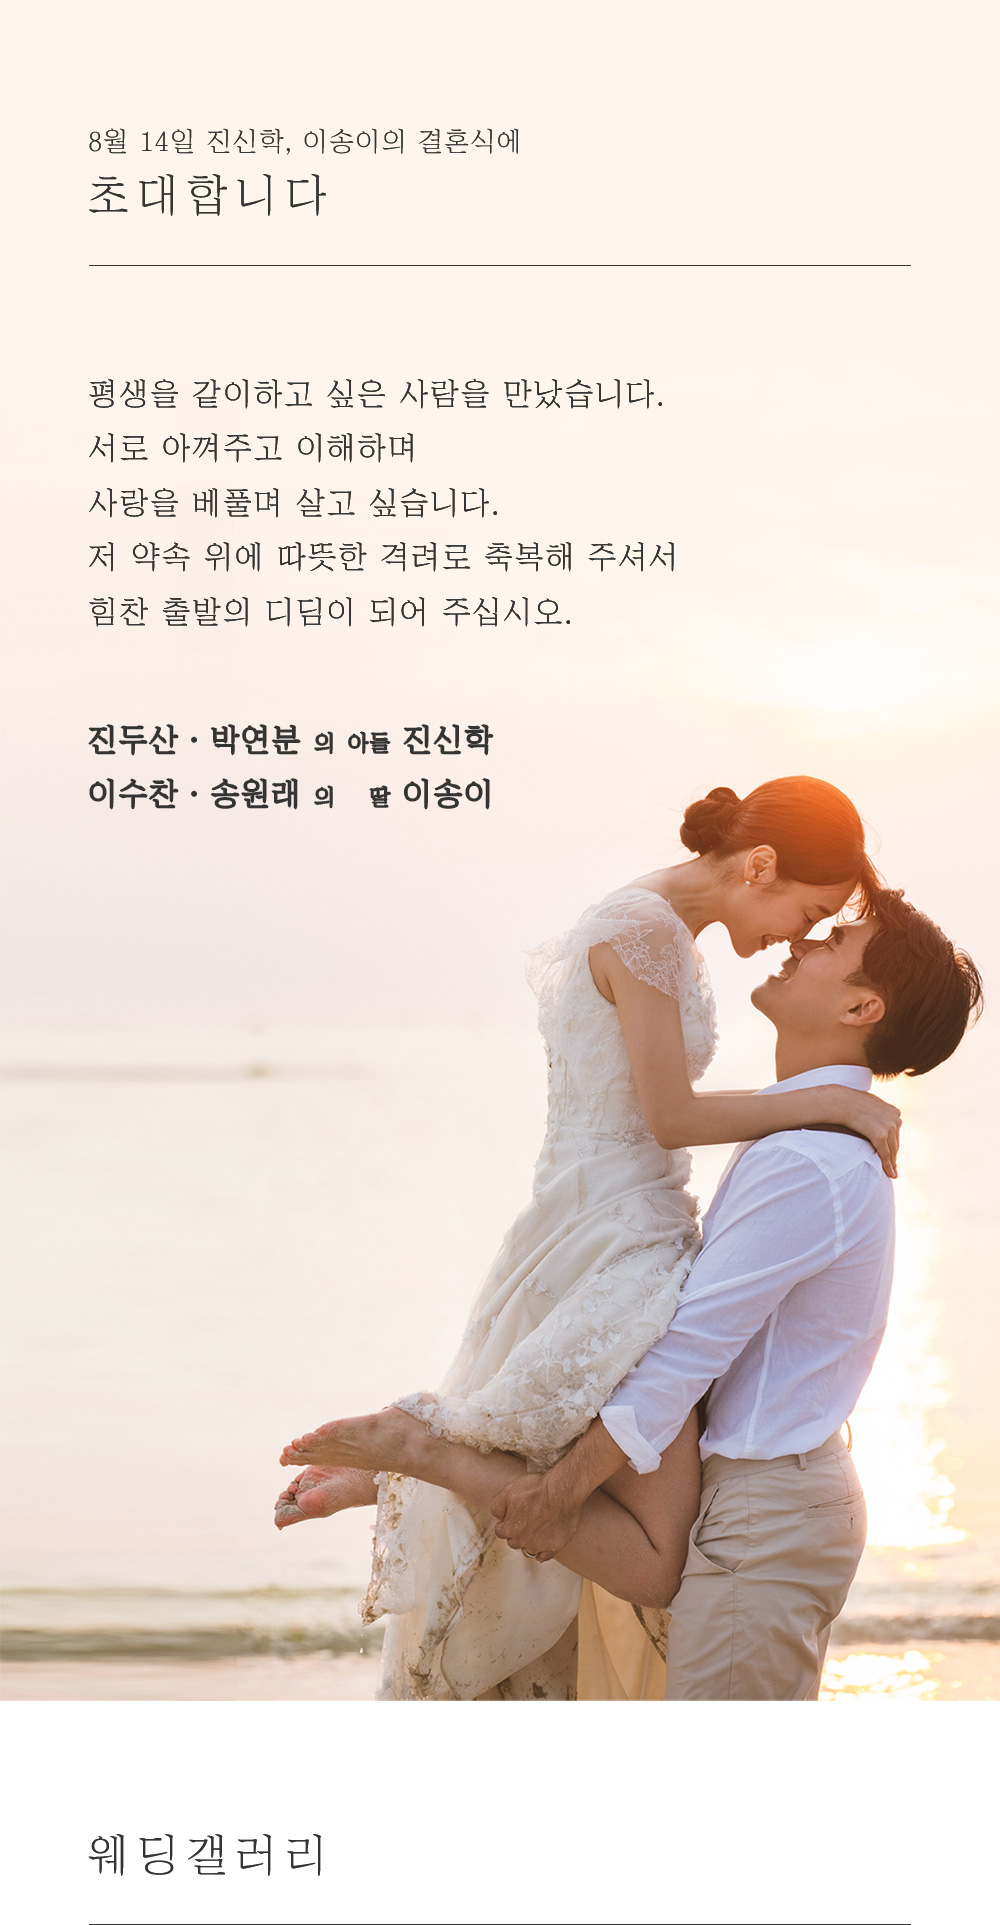 8월 14일 진신학, 이송이의 결혼식에
초대합니다
평생을 같이하고 싶은 사람을 만났습니다.
서로 아껴주고 이해하며
사랑을 베풀며 살고 싶습니다.
저 약속 위에 따뜻한 격려로 축복해 주셔서
힘찬 출발의 디딤이 되어 주십시오.
진두산 · 박연분 의 아들 진신학
이수찬 · 송원래 의 딸 이송이
웨딩갤러리